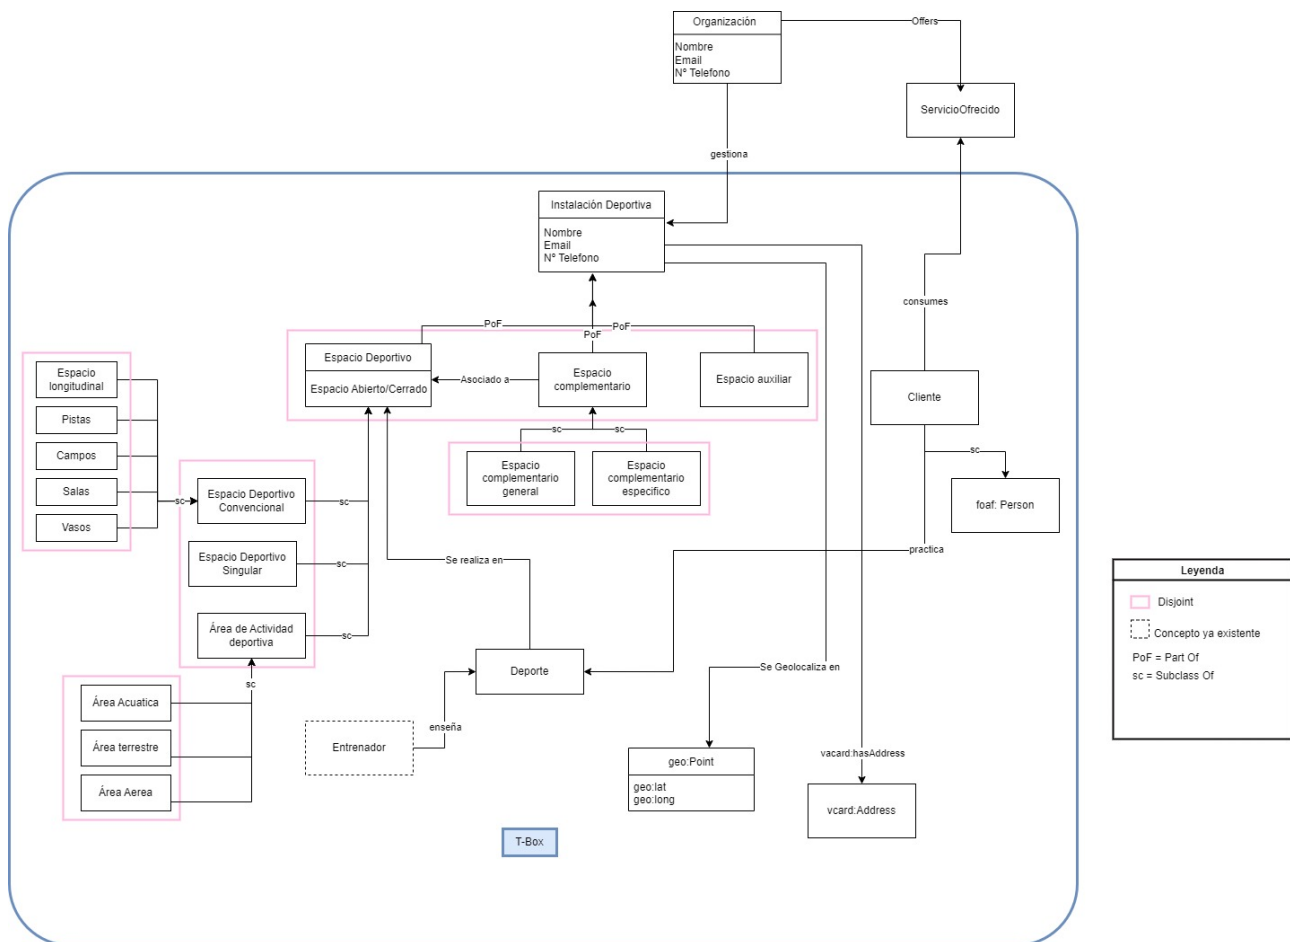 Organización
Nombre
Email
Nº Telefono
Offers
ServicioOfrecido
gestiona
Instalación Deportiva
Nombre
Email
Nº Telefono
consumes
PoF
PoF
PoF
Espacio Deportivo
Espacio Abierto/Cerrado
Asociado a
Espacio
complementario
Espacio auxiliar
Cliente
Espacio
longitudinal
Pistas
Campos
Salas
Vasos
sc
sc
sc
Espacio
complementario
general
Espacio
complementario
especifico
sc
foaf: Person
Espacio Deportivo
Convencional
sc
Espacio Deportivo
Singular
sc
Área de Actividad
deportiva
sc
Se realiza en
practica
Leyenda
Disjoint
Concepto ya existente
PoF = Part Of
sc = Subclass Of
Deporte
Se Geolocaliza en
sc
Área Acuatica
Área terrestre
Área Aerea
Entrenador
enseña
geo:Point
geo:lat
geo:long
vacard:hasAddress
vcard:Address
T-Box